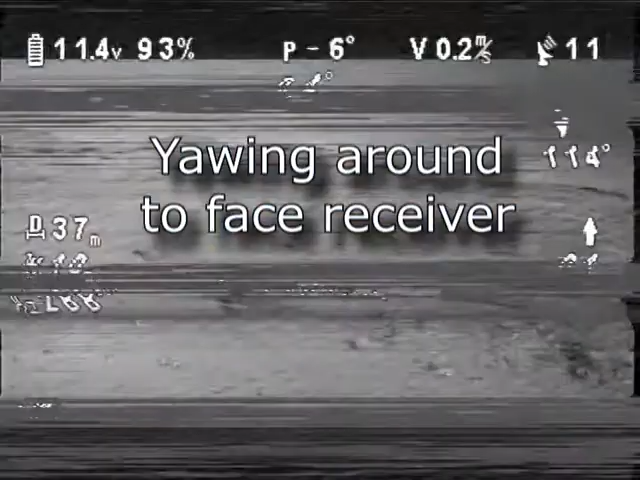 11.4v 93% P - 6° V 0.2 m/s 11
Yawing around
114°
to face receiver
37m